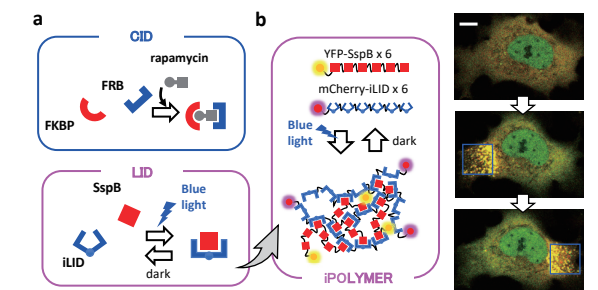 a
CID
rapamycin
FRB
FKBP
LID
SspB
Blue
light
iLID
dark
b
YFP-SspB x 6
mCherry-iLID x 6
Blue
light
dark
iPOLYMER